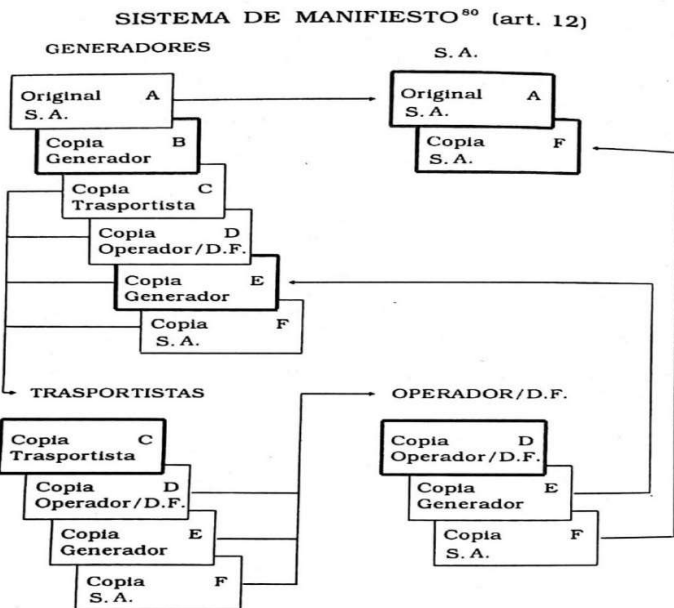 SISTEMA DE MANIFIESTO⁸⁰ (art. 12)
GENERADORES
Original A
S.A.
Copia B
Generador
Copia C
Trasportista
Copia D
Operador/D.F.
Copia E
Generador
Copia F
S.A.
S.A.
Original A
S.A.
Copia F
S.A.
TRASPORTISTAS
Copia C
Trasportista
Copia D
Operador/D.F.
Copia E
Generador
Copia F
S.A.
OPERADOR/D.F.
Copia D
Operador/D.F.
Copia E
Generador
Copia F
S.A.